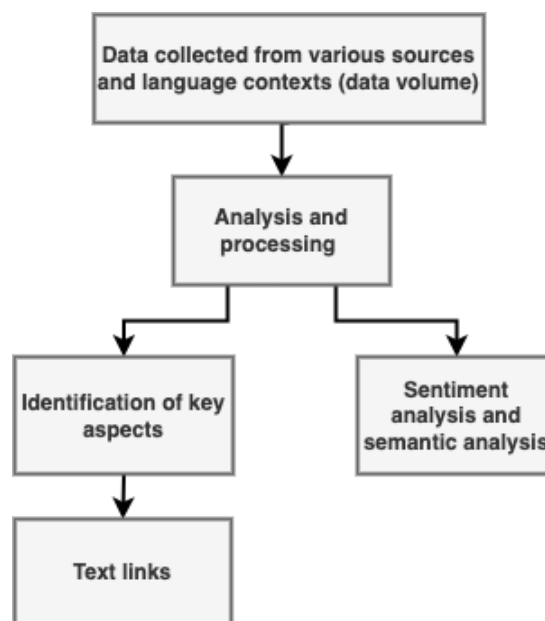 Data collected from various sources
and language contexts (data volume)
Analysis and
processing
Identification of key
aspects
Sentiment
analysis and
semantic analysis
Text links